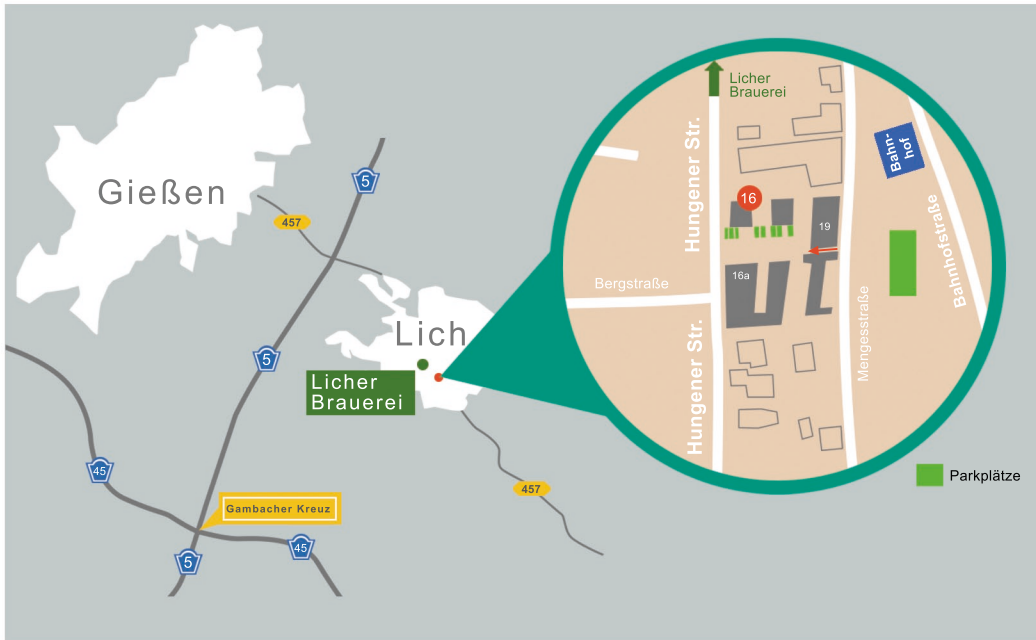 Gießen
5
457
Lich
Licher
Brauerei
5
45
Gambacher Kreuz
5
45
457
Licher
Brauerei
Hungener Str.
Bahn-
hof
16
19
Bahnhofstraße
16a
Bergstraße
Mengesstraße
Hungener Str.
Parkplätze